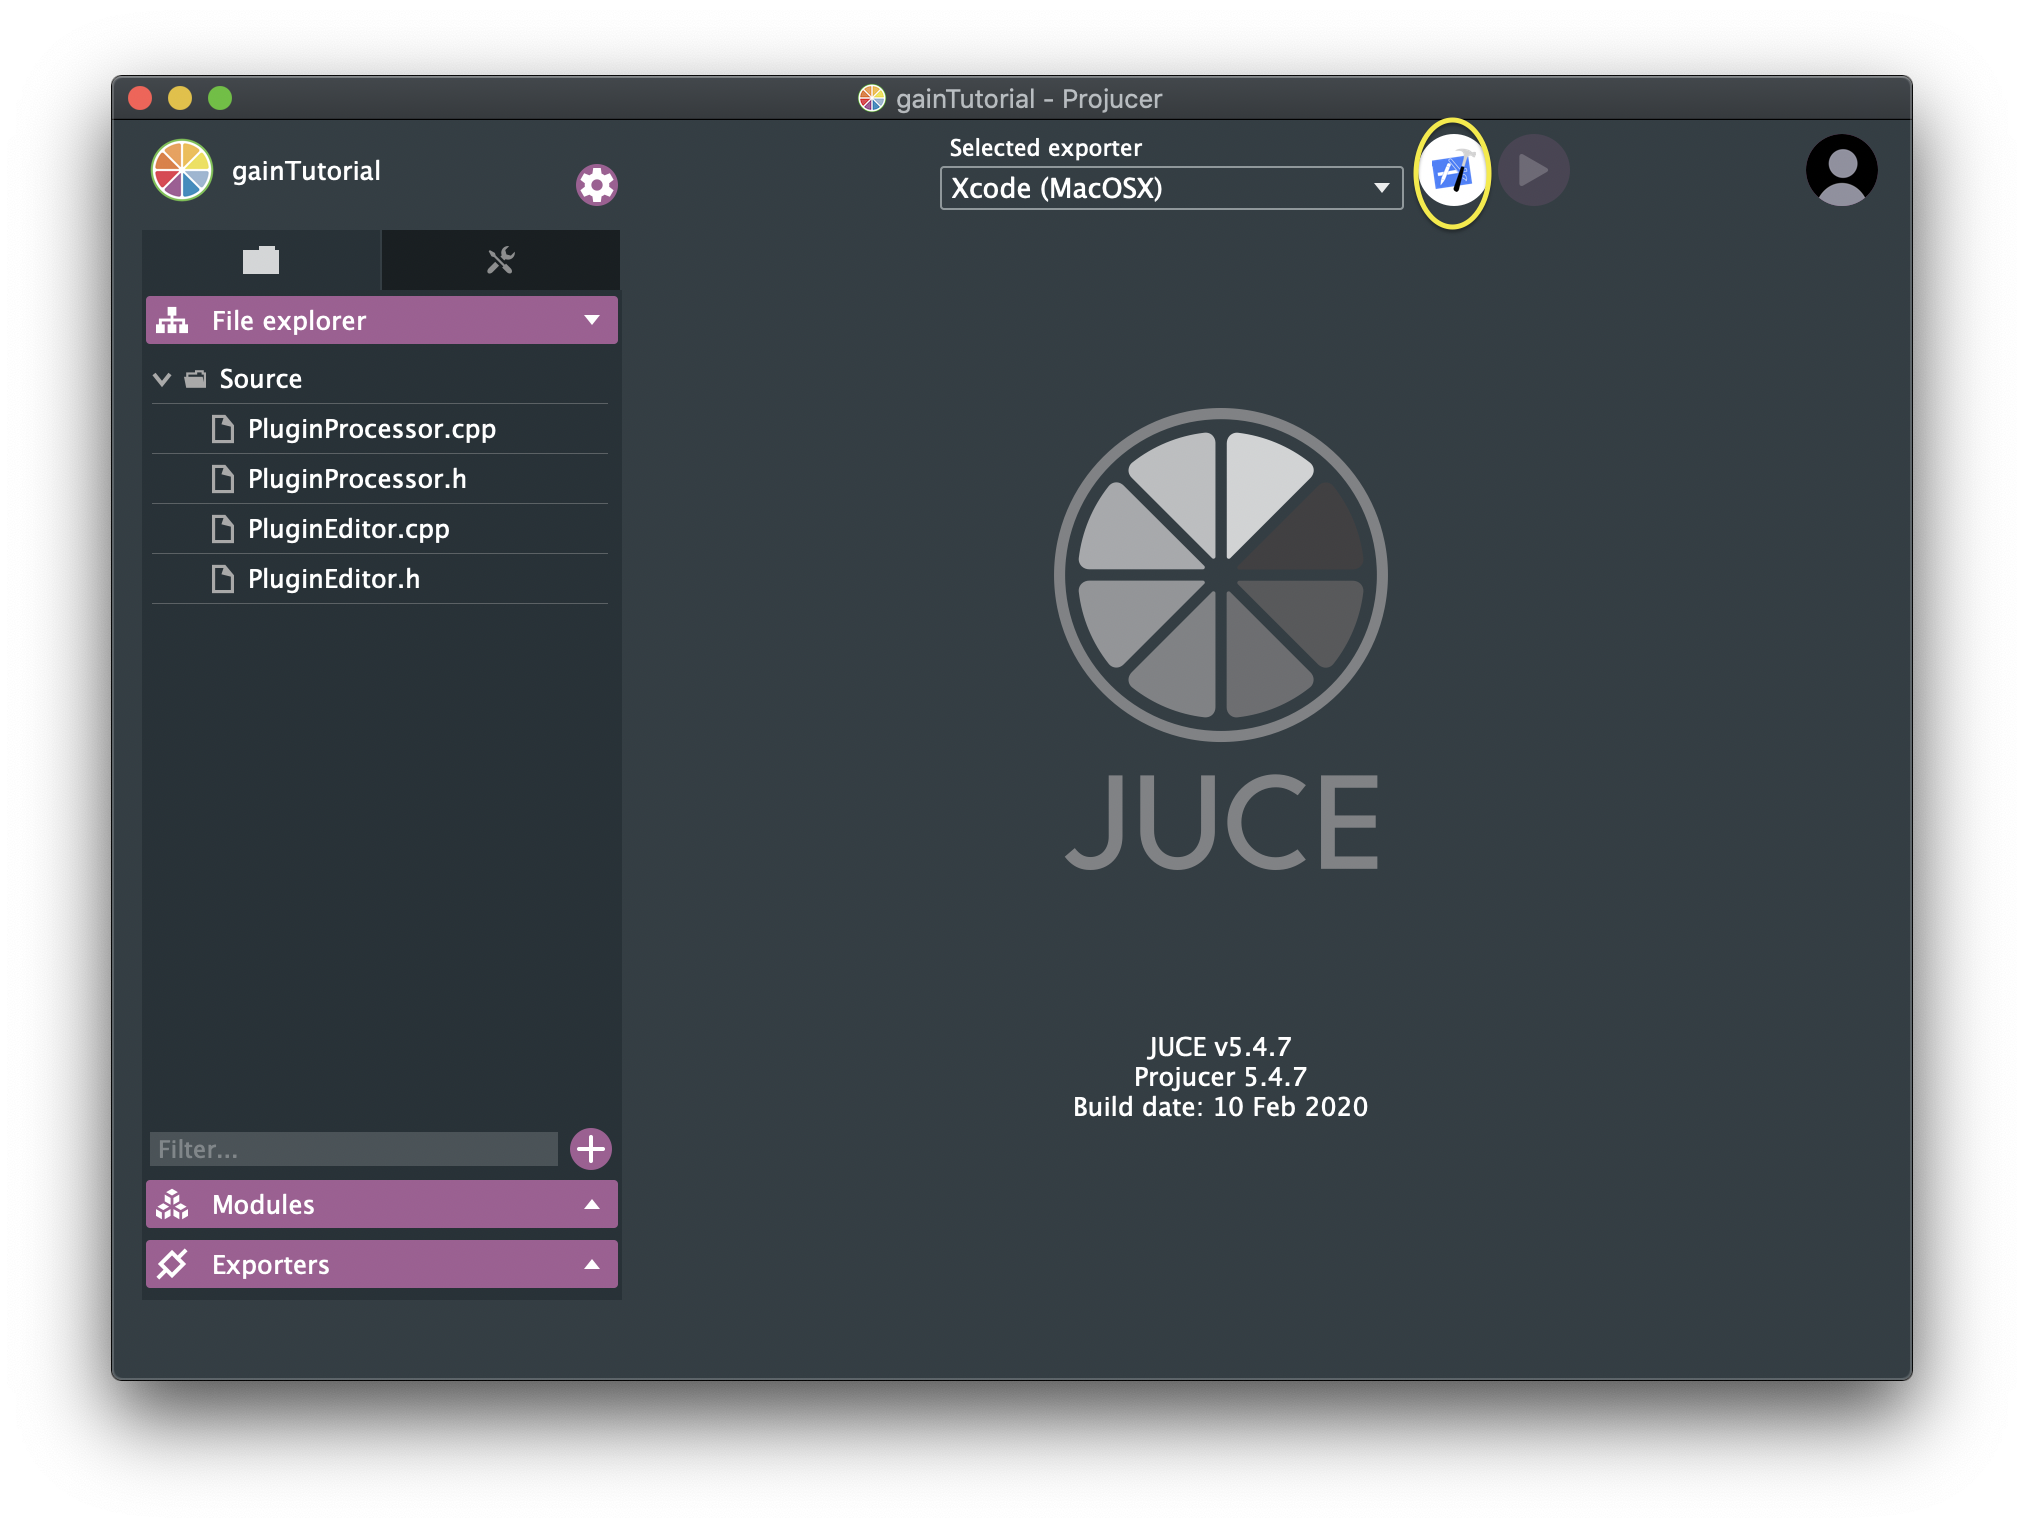 gainTutorial - Projucer
gainTutorial
Selected exporter
Xcode (MacOSX)
File explorer
Source
PluginProcessor.cpp
PluginProcessor.h
PluginEditor.cpp
PluginEditor.h
JUCE
JUCE v5.4.7
Projucer 5.4.7
Build date: 10 Feb 2020
Filter...
Modules
Exporters